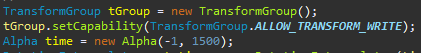 TransformGroup tGroup = new TransformGroup();
tGroup.setCapability(TransformGroup.ALLOW_TRANSFORM_WRITE);
Alpha time = new Alpha(-1, 1500);